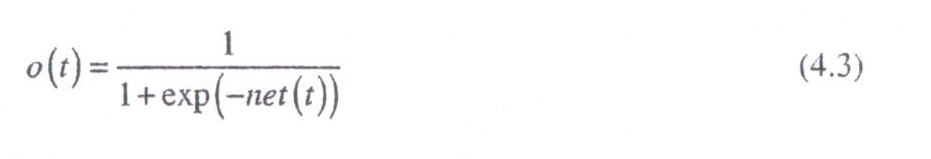 o(t) = 1 / (1 + exp(−net(t))) (4.3)